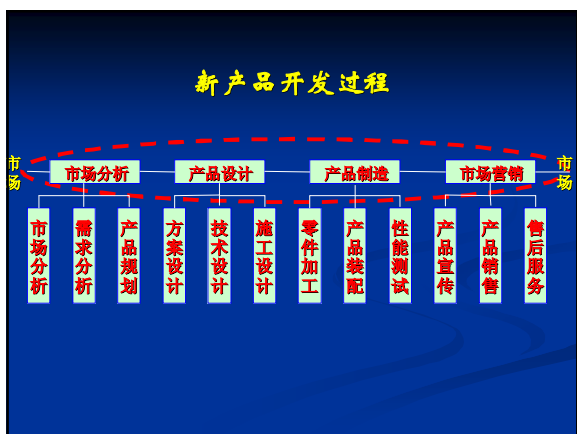 新产品开发过程
市场
市场分析
产品设计
产品制造
市场营销
市场
市场分析
需求分析
产品规划
方案设计
技术设计
施工设计
零件加工
产品装配
性能测试
产品宣传
产品销售
售后服务